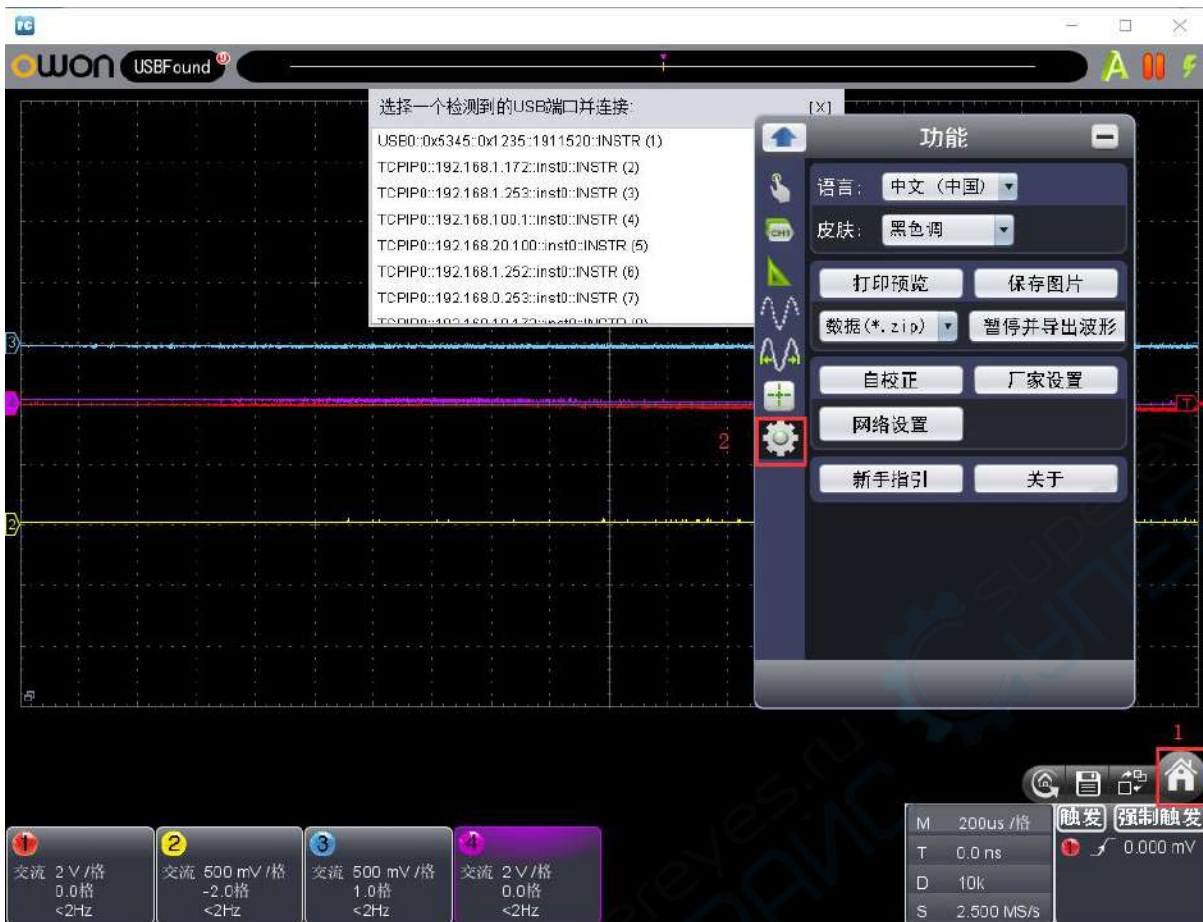 owon USBFound
选择一个检测到的USB端口并连接: [X]
USB0::0x5345::0x1235::1911520::INSTR (1)
TCPIP0::192.168.1.172::inst0::INSTR (2)
TCPIP0::192.168.1.253::inst0::INSTR (3)
TCPIP0::192.168.100.1::inst0::INSTR (4)
TCPIP0::192.168.20.100::inst0::INSTR (5)
TCPIP0::192.168.1.252::inst0::INSTR (6)
TCPIP0::192.168.0.253::inst0::INSTR (7)
功能
语言: 中文 (中国)
皮肤: 黑色调
CH1
打印预览 保存图片
数据(*.zip) 暂停并导出波形
自校正 厂家设置
网络设置
新手指引 关于
2
3
4
T
2
1
M 200us /格
T 0.0 ns
D 10k
S 2.500 MS/s
触发 强制触发
1 0.000 mV
1
交流 2 V /格
0.0格
<2Hz
2
交流 500 mV /格
-2.0格
<2Hz
3
交流 500 mV /格
1.0格
<2Hz
4
交流 2 V /格
0.0格
<2Hz